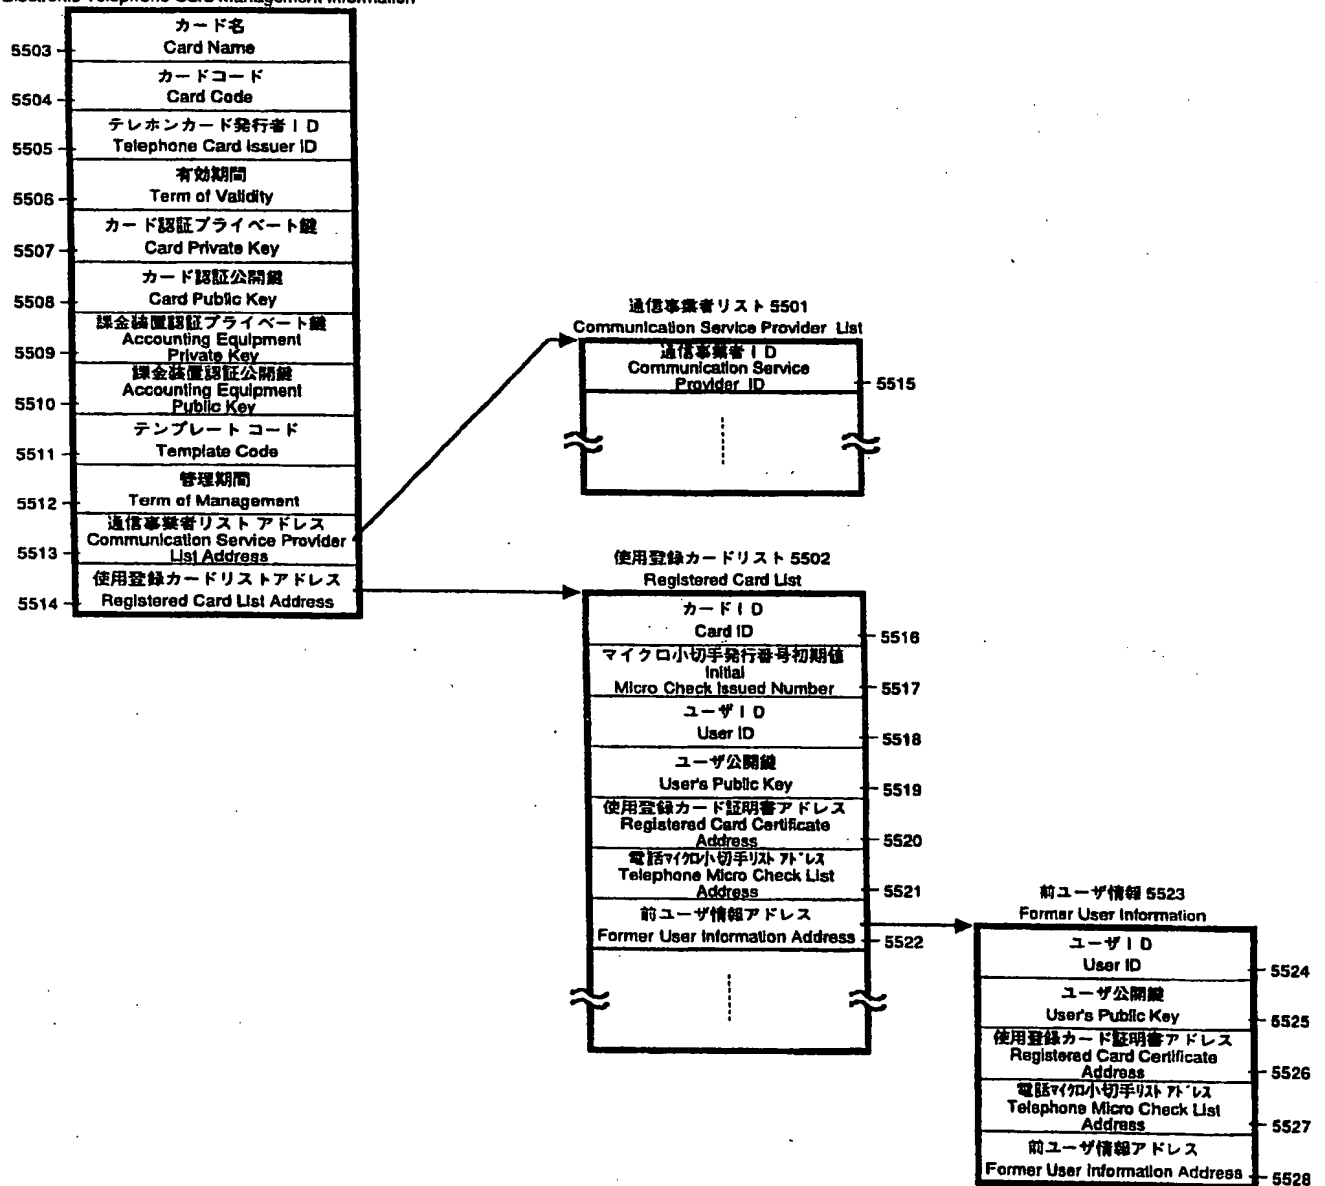 Electronic Telephone Card Management Information
カード名
Card Name
5503
カードコード
Card Code
5504
テレホンカード発行者ID
Telephone Card Issuer ID
5505
有効期間
Term of Validity
5506
カード認証プライベート鍵
Card Private Key
5507
カード認証公開鍵
Card Public Key
5508
課金装置認証プライベート鍵
Accounting Equipment
Private Key
5509
課金装置認証公開鍵
Accounting Equipment
Public Key
5510
テンプレート コード
Template Code
5511
管理期間
Term of Management
5512
通信事業者リスト アドレス
Communication Service Provider
List Address
5513
使用登録カードリストアドレス
Registered Card List Address
5514
通信事業者リスト 5501
Communication Service Provider List
通信事業者ID
Communication Service
Provider ID
5515
使用登録カードリスト 5502
Registered Card List
カードID
Card ID
5516
マイクロ小切手発行番号初期値
Initial
Micro Check Issued Number
5517
ユーザID
User ID
5518
ユーザ公開鍵
User's Public Key
5519
使用登録カード証明書アドレス
Registered Card Certificate
Address
5520
電話マイクロ小切手リスト アドレス
Telephone Micro Check List
Address
5521
前ユーザ情報アドレス
Former User Information Address
5522
前ユーザ情報 5523
Former User Information
ユーザID
User ID
5524
ユーザ公開鍵
User's Public Key
5525
使用登録カード証明書アドレス
Registered Card Certificate
Address
5526
電話マイクロ小切手リスト アドレス
Telephone Micro Check List
Address
5527
前ユーザ情報アドレス
Former User Information Address
5528